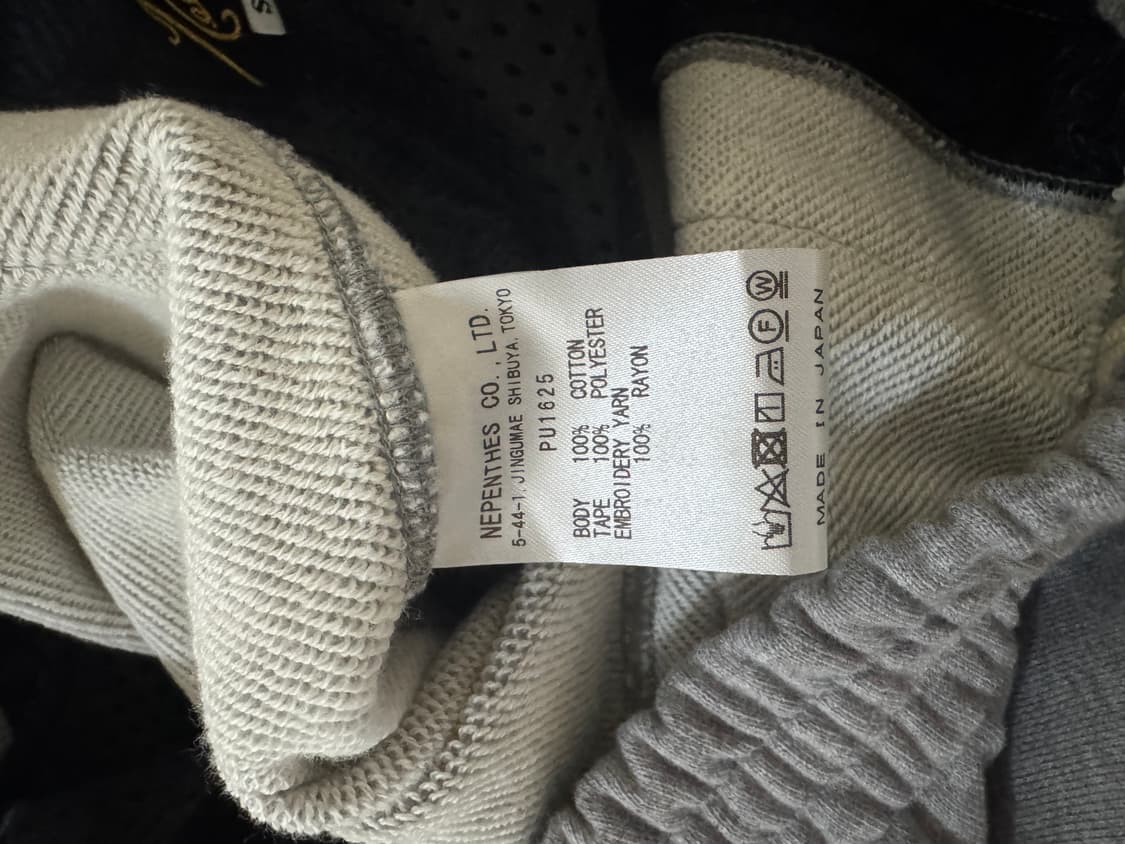 NEPENTHES CO., LTD.
5-44-1, JINGUMAE SHIBUYA, TOKYO
PU1625
BODY 100% COTTON
TAPE 100% POLYESTER
EMBROIDERY YARN
100% RAYON
F W
MADE IN JAPAN
S